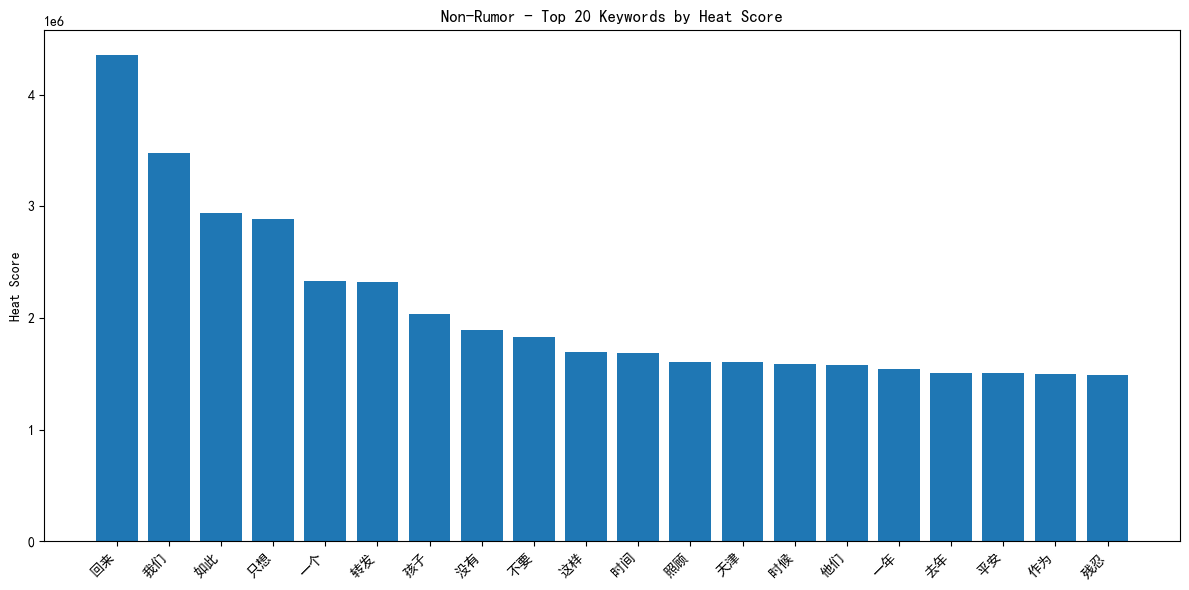 Non-Rumor - Top 20 Keywords by Heat Score
1e6
Heat Score
4
3
2
1
0
回来
我们
如此
只想
一个
转发
孩子
没有
不要
这样
时间
照顾
天津
时候
他们
一年
去年
平安
作为
残忍